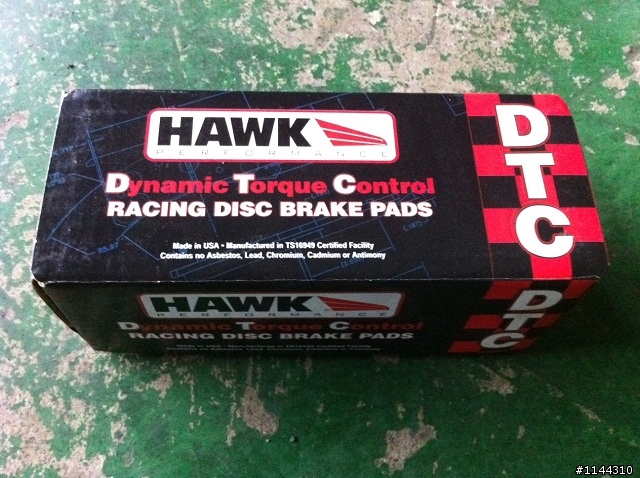 HAWK
PERFORMANCE
Dynamic Torque Control
RACING DISC BRAKE PADS
Made in USA • Manufactured in TS16949 Certified Facility
Contains no Asbestos, Lead, Chromium, Cadmium or Antimony
DTC
HAWK
PERFORMANCE
Dynamic Torque Control
RACING DISC BRAKE PADS
DTC
#1144310